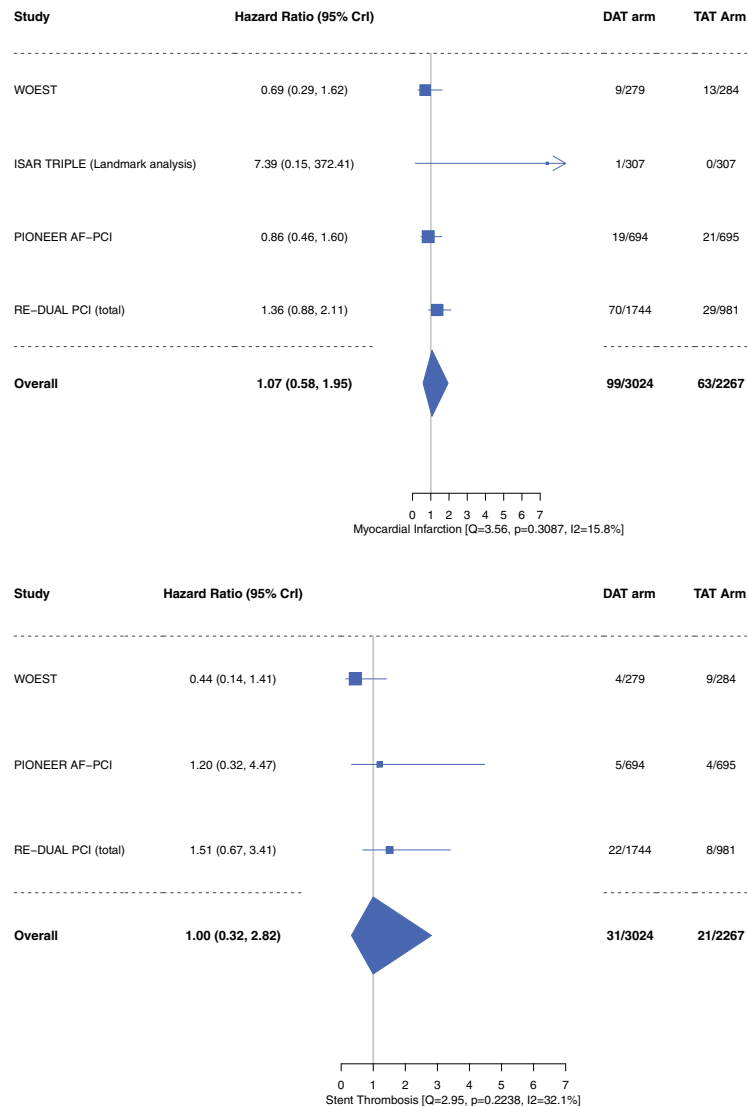 Study Hazard Ratio (95% CrI) DAT arm TAT Arm
WOEST 0.69 (0.29, 1.62) 9/279 13/284
ISAR TRIPLE (Landmark analysis) 7.39 (0.15, 372.41) 1/307 0/307
PIONEER AF−PCI 0.86 (0.46, 1.60) 19/694 21/695
RE−DUAL PCI (total) 1.36 (0.88, 2.11) 70/1744 29/981
Overall 1.07 (0.58, 1.95) 99/3024 63/2267
0 1 2 3 4 5 6 7
Myocardial Infarction [Q=3.56, p=0.3087, I2=15.8%]
Study Hazard Ratio (95% CrI) DAT arm TAT Arm
WOEST 0.44 (0.14, 1.41) 4/279 9/284
PIONEER AF−PCI 1.20 (0.32, 4.47) 5/694 4/695
RE−DUAL PCI (total) 1.51 (0.67, 3.41) 22/1744 8/981
Overall 1.00 (0.32, 2.82) 31/3024 21/2267
0 1 2 3 4 5 6 7
Stent Thrombosis [Q=2.95, p=0.2238, I2=32.1%]